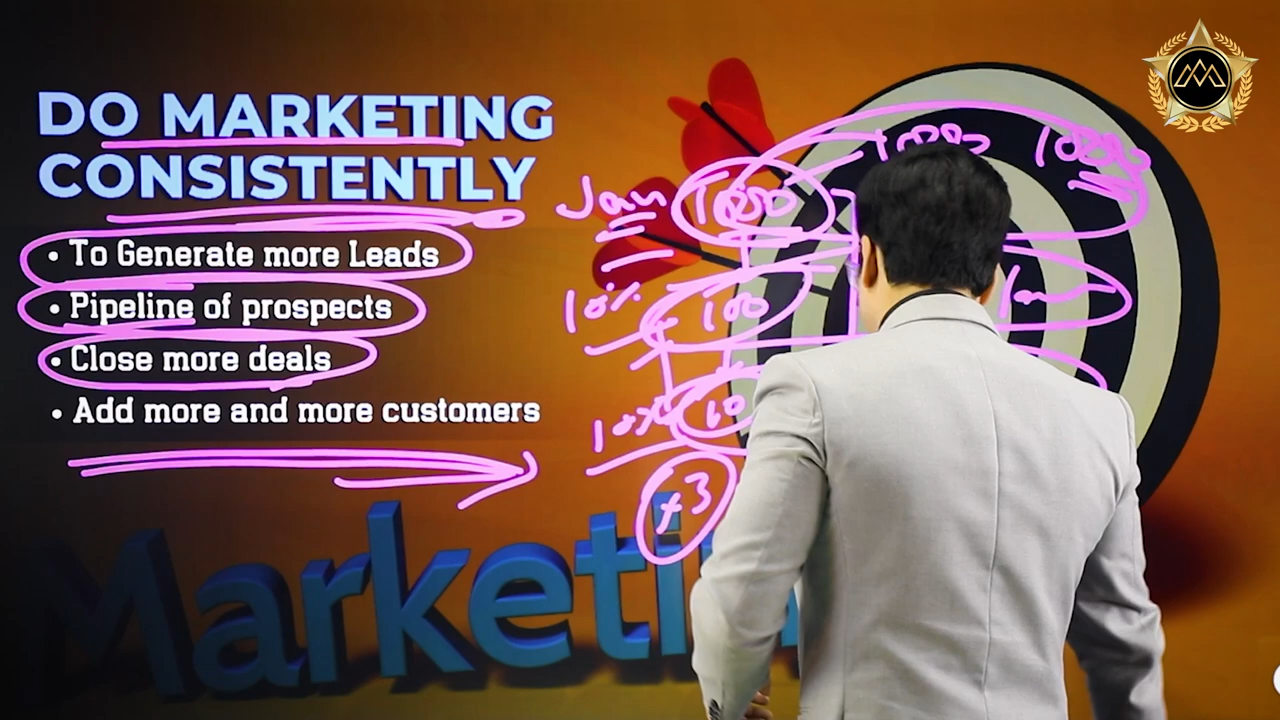 DO MARKETING
CONSISTENTLY
• To Generate more Leads
• Pipeline of prospects
• Close more deals
• Add more and more customers
Jan 1000
10% 100
10% 10
+3